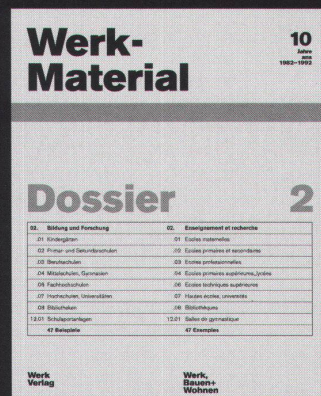 Werk-
Material
10
Jahre
ans
1982–1992
Dossier 2
02. Bildung und Forschung 02. Enseignement et recherche
.01 Kindergärten .01 Ecoles maternelles
.02 Primar- und Sekundarschulen .02 Ecoles primaires et secondaires
.03 Berufsschulen .03 Ecoles professionnelles
.04 Mittelschulen, Gymnasien .04 Ecoles primaires supérieures, lycées
.06 Fachhochschulen .06 Ecoles techniques supérieures
.07 Hochschulen, Universitäten .07 Hautes écoles, universités
.08 Bibliotheken .08 Bibliothèques
12.01 Schulsportanlagen 12.01 Salles de gymnastique
47 Beispiele 47 Exemples
Werk
Verlag
Werk,
Bauen+
Wohnen